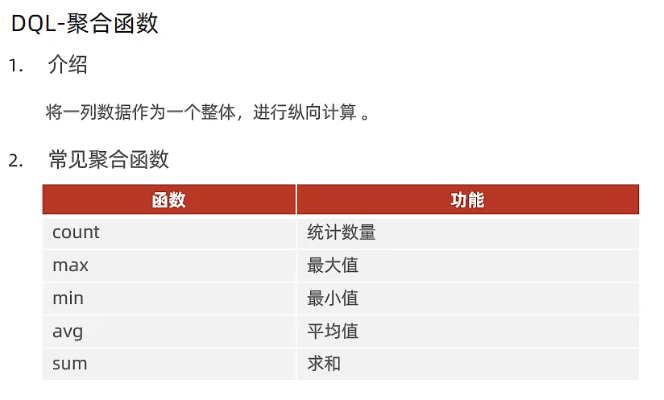 DQL-聚合函数
1. 介绍
将一列数据作为一个整体，进行纵向计算 。
2. 常见聚合函数
函数 功能
count 统计数量
max 最大值
min 最小值
avg 平均值
sum 求和